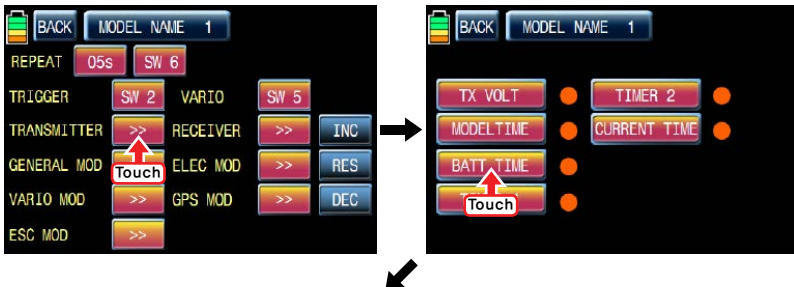 BACK MODEL NAME 1
REPEAT 05s SW 6
TRIGGER SW 2 VARIO SW 5
TRANSMITTER >> RECEIVER >> INC
GENERAL MOD Touch ELEC MOD >> RES
VARIO MOD >> GPS MOD >> DEC
ESC MOD >>
BACK MODEL NAME 1
TX VOLT TIMER 2
MODELTIME CURRENT TIME
BATT TIME
Touch